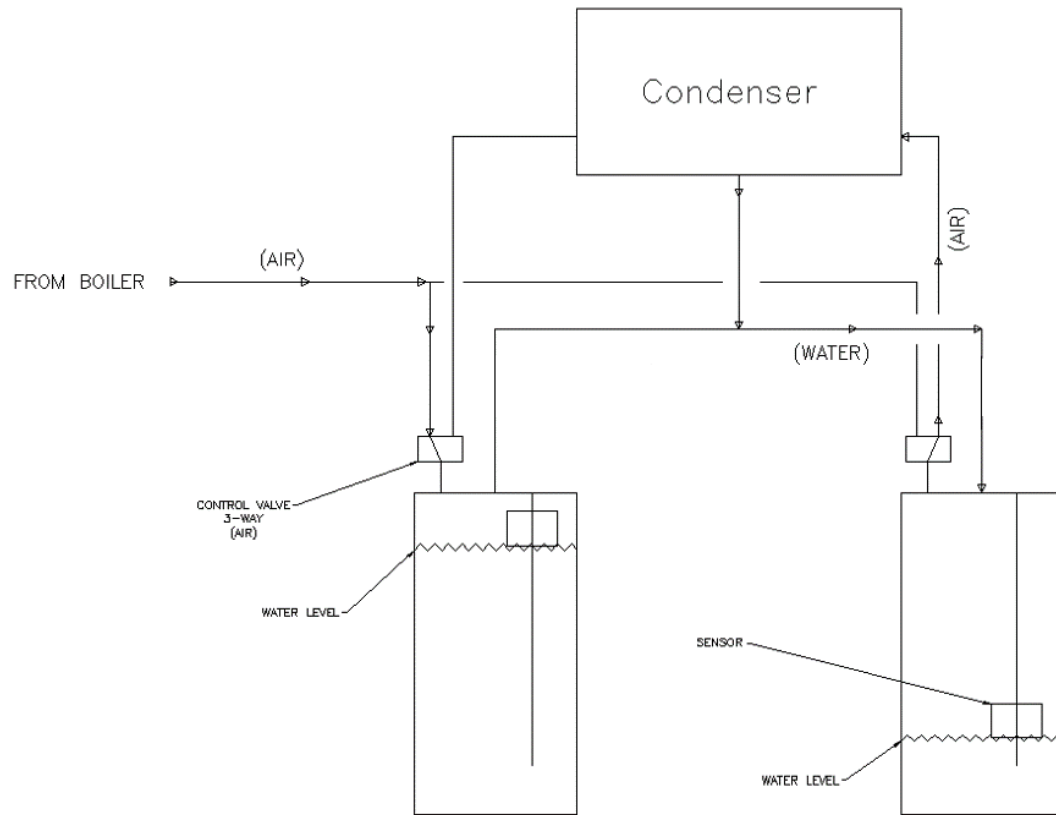 Condenser
(AIR)
(AIR)
FROM BOILER
(WATER)
CONTROL VALVE
3-WAY
(AIR)
WATER LEVEL
SENSOR
WATER LEVEL